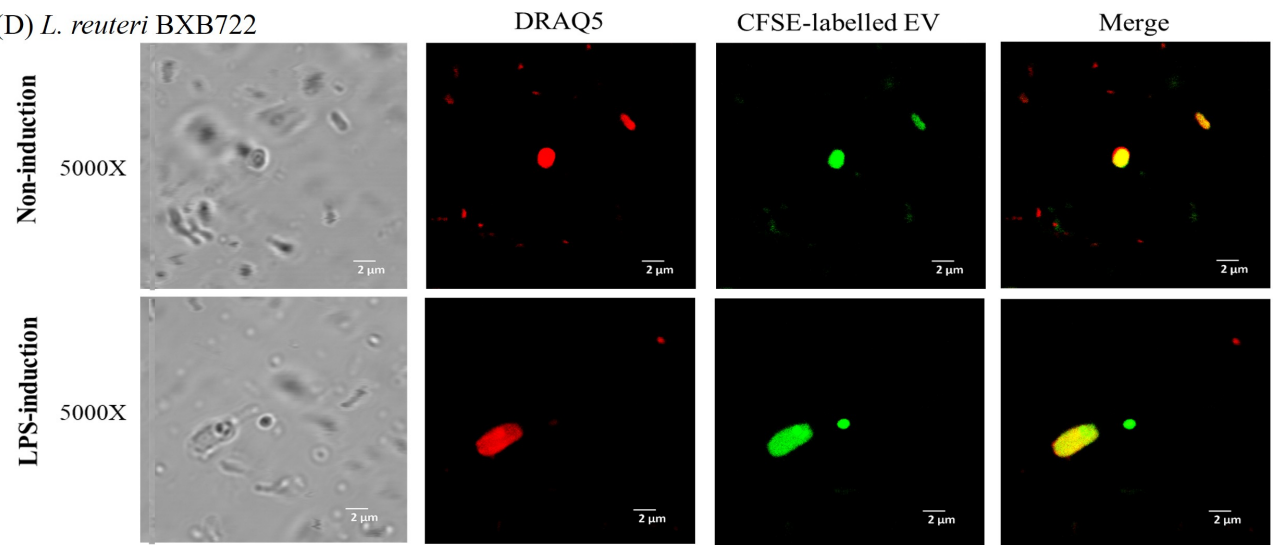 (D) L. reuteri BXB722
DRAQ5
CFSE-labelled EV
Merge
Non-induction
5000X
2 μm
2 μm
2 μm
2 μm
LPS-induction
5000X
2 μm
2 μm
2 μm
2 μm